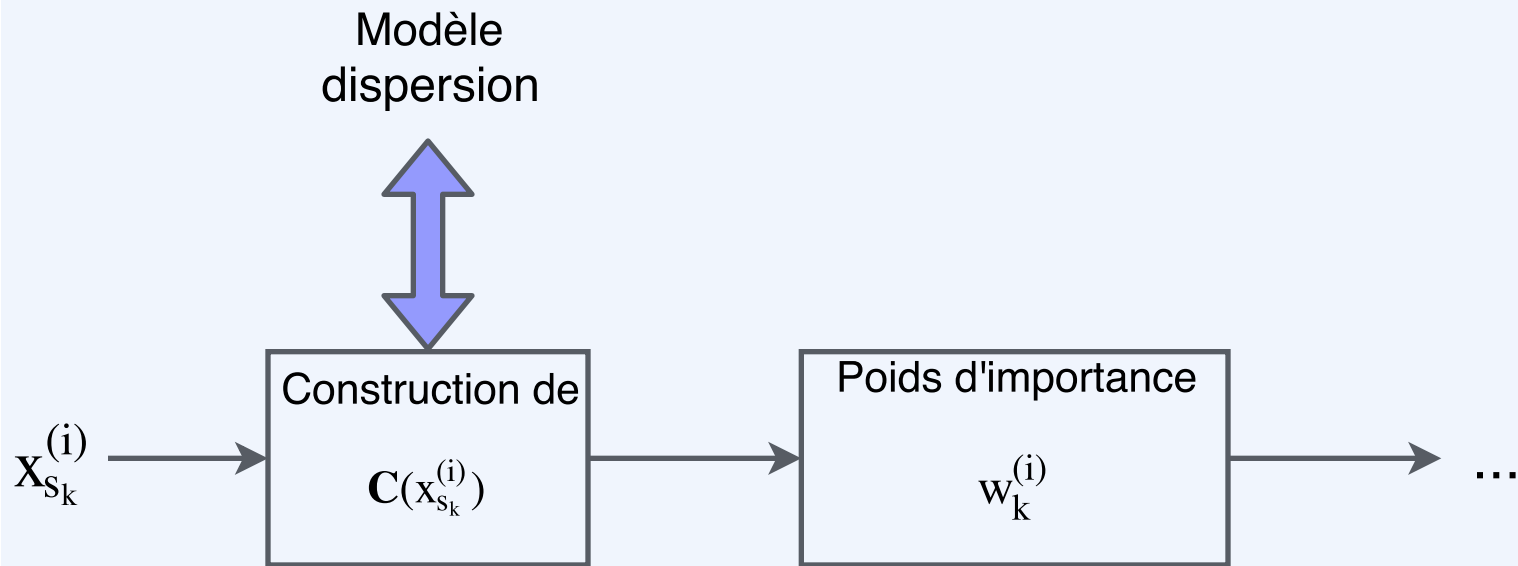 Modèle
dispersion
Construction de
Poids d'importance
x_{s_k}^{(i)}
C(x_{s_k}^{(i)})
w_k^{(i)}
...